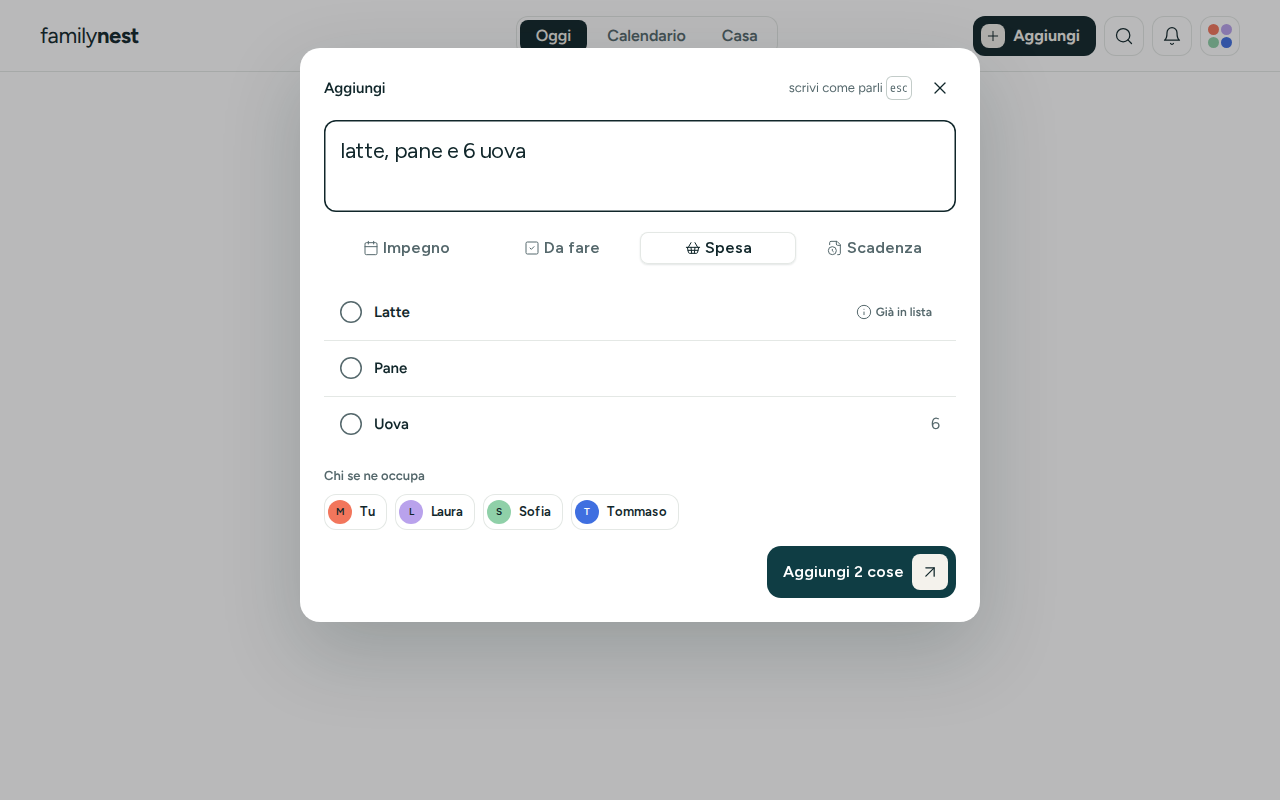 familynest
Oggi Calendario Casa
Aggiungi
Aggiungi
scrivi come parli esc
latte, pane e 6 uova
Impegno Da fare Spesa Scadenza
Latte Già in lista
Pane
Uova 6
Chi se ne occupa
M Tu L Laura S Sofia T Tommaso
Aggiungi 2 cose